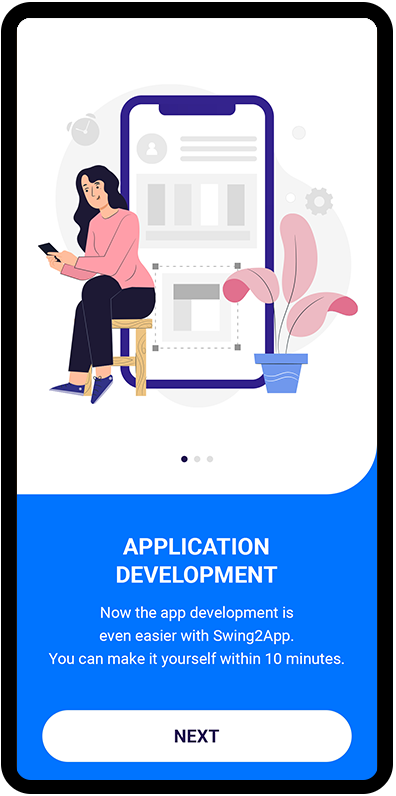 APPLICATION
DEVELOPMENT
Now the app development is
even easier with Swing2App.
You can make it yourself within 10 minutes.
NEXT